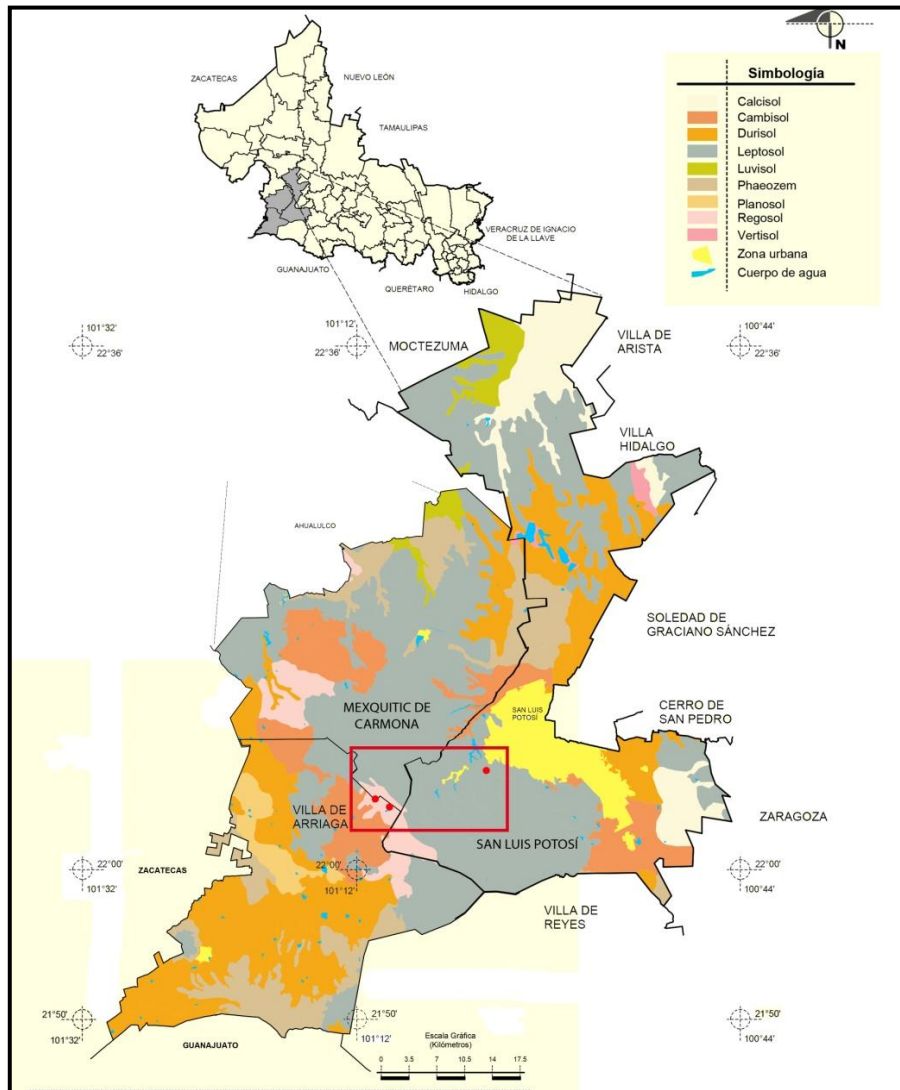 N
ZACATECAS
NUEVO LEÓN
TAMAULIPAS
VERACRUZ DE IGNACIO
DE LA LLAVE
GUANAJUATO
QUERÉTARO
HIDALGO
Simbología
Calcisol
Cambisol
Durisol
Leptosol
Luvisol
Phaeozem
Planosol
Regosol
Vertisol
Zona urbana
Cuerpo de agua
101°32'
22°36'
101°12'
22°36'
100°44'
22°36'
MOCTEZUMA
VILLA DE
ARISTA
VILLA
HIDALGO
AHUALULCO
SOLEDAD DE
GRACIANO SÁNCHEZ
MEXQUITIC DE
CARMONA
SAN LUIS
POTOSÍ
CERRO DE
SAN PEDRO
VILLA DE
ARRIAGA
SAN LUIS POTOSÍ
ZARAGOZA
ZACATECAS
22°00'
101°32'
22°00'
101°12'
22°00'
100°44'
VILLA DE
REYES
21°50'
101°32'
21°50'
101°12'
21°50'
100°44'
GUANAJUATO
Escala Gráfica
(Kilómetros)
0 3.5 7 10.5 14 17.5